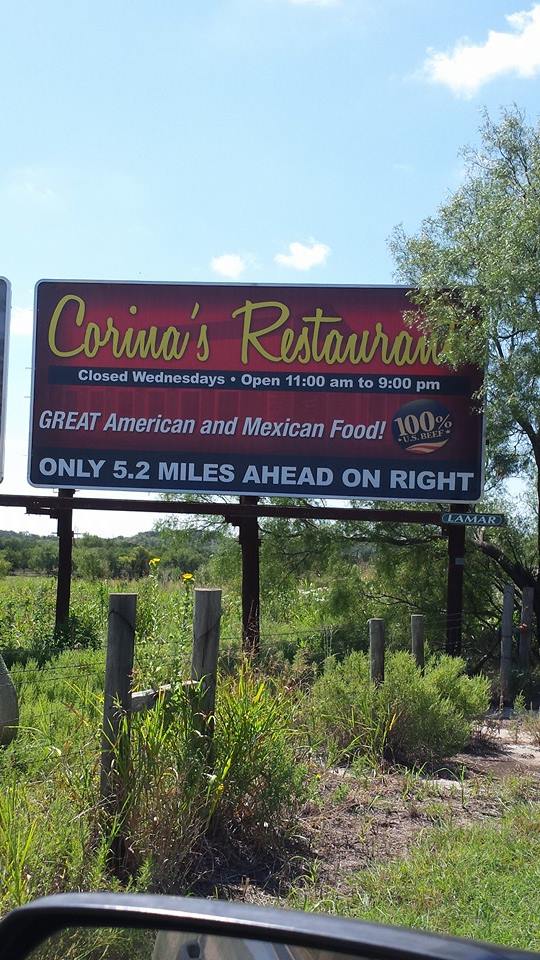 Corina's Restaurant
Closed Wednesdays • Open 11:00 am to 9:00 pm
GREAT American and Mexican Food!
100%
• U.S. BEEF •
ONLY 5.2 MILES AHEAD ON RIGHT
LAMAR